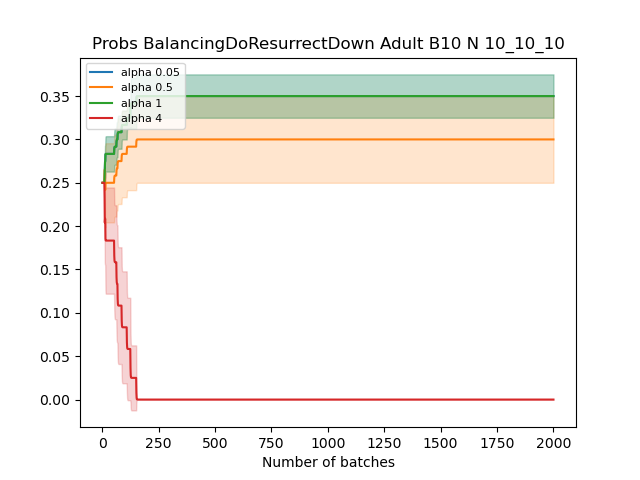 Probs BalancingDoResurrectDown Adult B10 N 10_10_10
alpha 0.05
alpha 0.5
alpha 1
alpha 4
0.35
0.30
0.25
0.20
0.15
0.10
0.05
0.00
0 250 500 750 1000 1250 1500 1750 2000
Number of batches